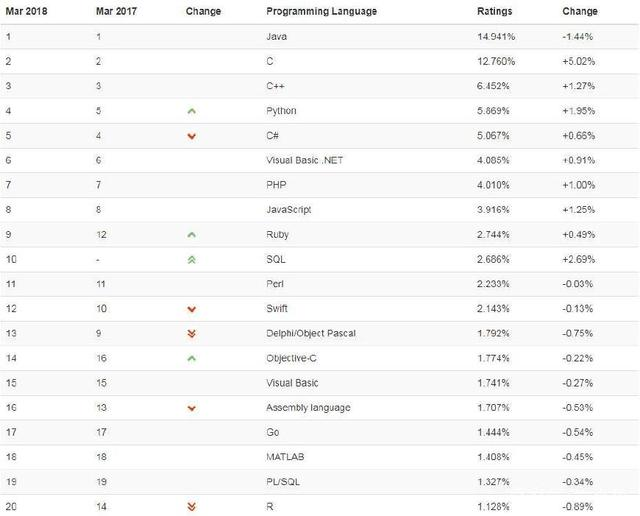 Mar 2018 Mar 2017 Change Programming Language Ratings Change
1 1 Java 14.941% -1.44%
2 2 C 12.760% +5.02%
3 3 C++ 6.452% +1.27%
4 5 Python 5.869% +1.95%
5 4 C# 5.067% +0.66%
6 6 Visual Basic .NET 4.085% +0.91%
7 7 PHP 4.010% +1.00%
8 8 JavaScript 3.916% +1.25%
9 12 Ruby 2.744% +0.49%
10 - SQL 2.686% +2.69%
11 11 Perl 2.233% -0.03%
12 10 Swift 2.143% -0.13%
13 9 Delphi/Object Pascal 1.792% -0.75%
14 16 Objective-C 1.774% -0.22%
15 15 Visual Basic 1.741% -0.27%
16 13 Assembly language 1.707% -0.53%
17 17 Go 1.444% -0.54%
18 18 MATLAB 1.408% -0.45%
19 19 PL/SQL 1.327% -0.34%
20 14 R 1.128% -0.89%